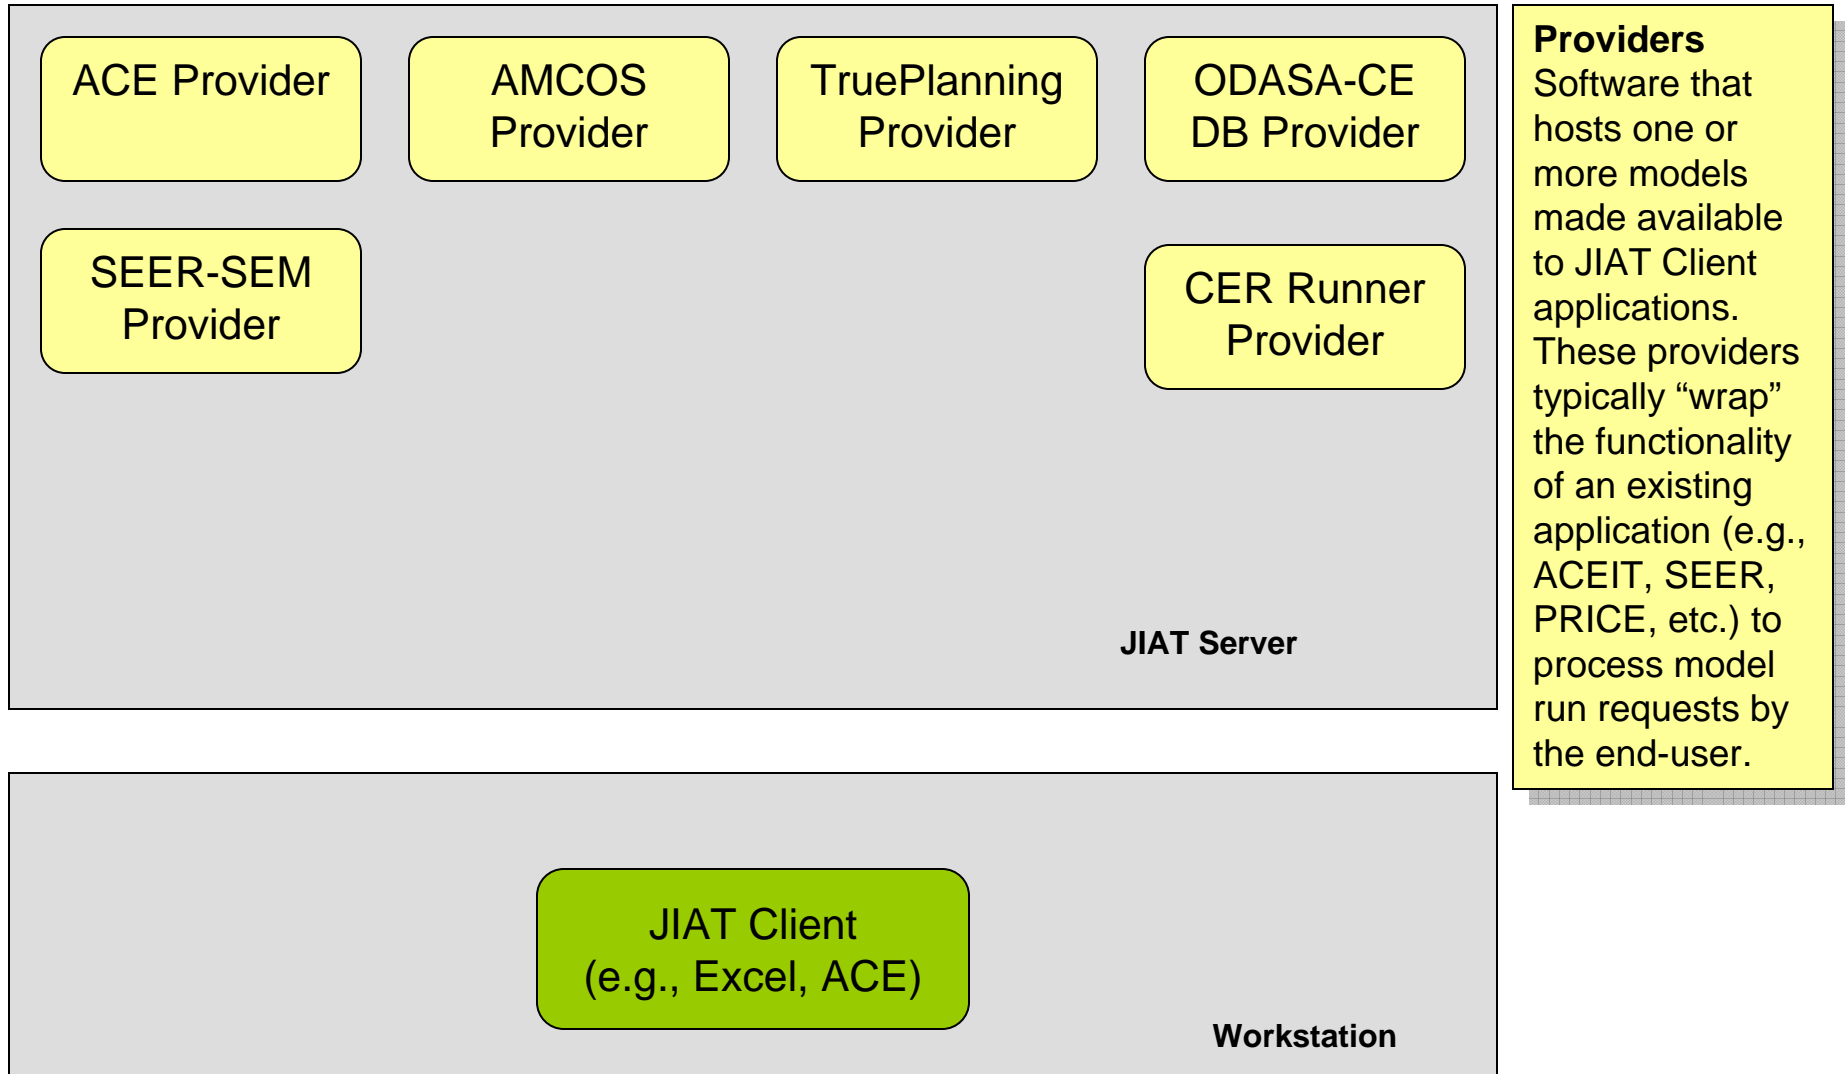 ACE Provider
AMCOS
Provider
TruePlanning
Provider
ODASA-CE
DB Provider
SEER-SEM
Provider
CER Runner
Provider
JIAT Server
Providers
Software that
hosts one or
more models
made available
to JIAT Client
applications.
These providers
typically “wrap”
the functionality
of an existing
application (e.g.,
ACEIT, SEER,
PRICE, etc.) to
process model
run requests by
the end-user.
JIAT Client
(e.g., Excel, ACE)
Workstation